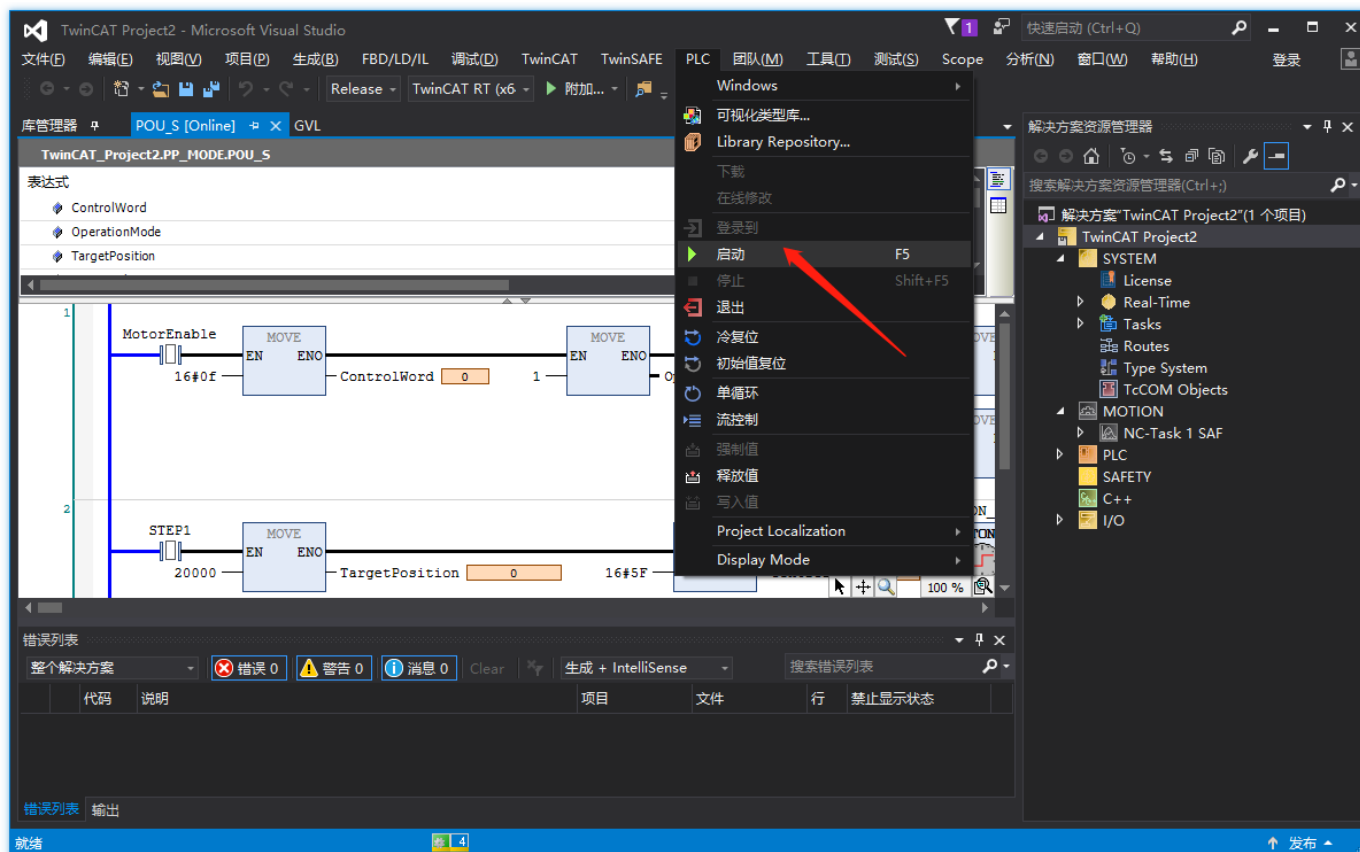 TwinCAT Project2 - Microsoft Visual Studio
1
快速启动 (Ctrl+Q)
文件(F) 编辑(E) 视图(V) 项目(P) 生成(B) FBD/LD/IL 调试(D) TwinCAT TwinSAFE PLC 团队(M) 工具(T) 测试(S) Scope 分析(N) 窗口(W) 帮助(H) 登录
Release TwinCAT RT (x6 附加...
库管理器 POU_S [Online] GVL
TwinCAT_Project2.PP_MODE.POU_S
表达式
ControlWord
OperationMode
TargetPosition
1
MotorEnable
MOVE
EN ENO
16#0f
ControlWord 0
1
MOVE
EN ENO
2
STEP1
MOVE
EN ENO
20000
TargetPosition 0
16#5F
100 %
Windows
可视化类型库...
Library Repository...
下载
在线修改
登录到
启动 F5
停止 Shift+F5
退出
冷复位
初始值复位
单循环
流控制
强制值
释放值
写入值
Project Localization
Display Mode
解决方案资源管理器
搜索解决方案资源管理器(Ctrl+;)
解决方案"TwinCAT Project2"(1 个项目)
TwinCAT Project2
SYSTEM
License
Real-Time
Tasks
Routes
Type System
TcCOM Objects
MOTION
NC-Task 1 SAF
PLC
SAFETY
C++
I/O
错误列表
整个解决方案 错误 0 警告 0 消息 0 Clear 生成 + IntelliSense 搜索错误列表
代码 说明 项目 文件 行 禁止显示状态
错误列表 输出
就绪 4 发布